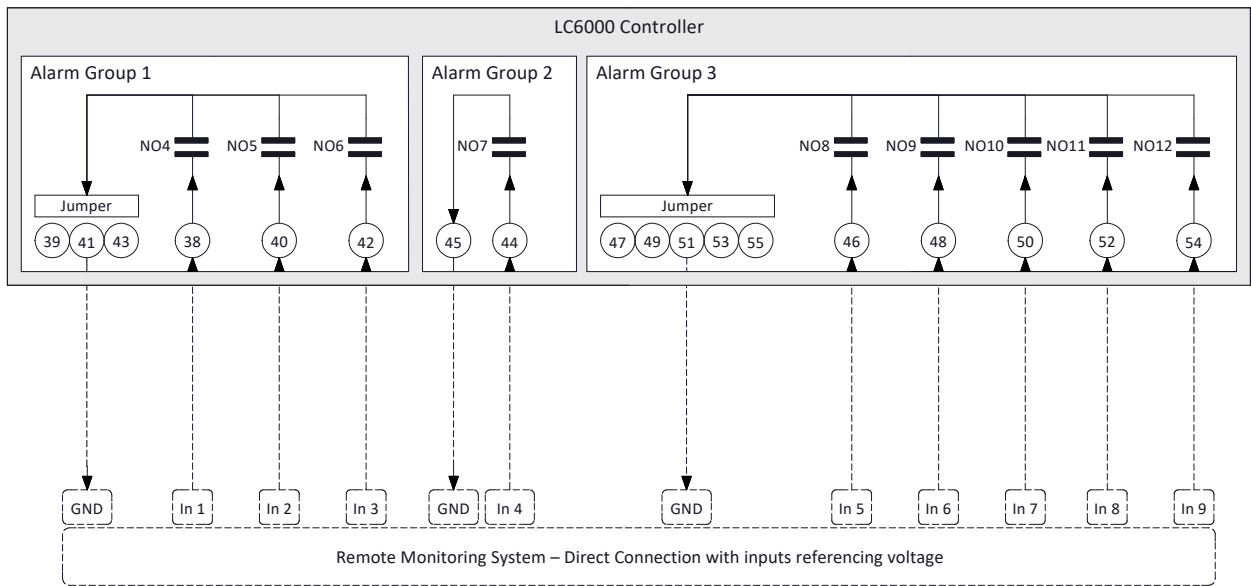 LC6000 Controller
Alarm Group 1
Alarm Group 2
Alarm Group 3
NO4 NO5 NO6 NO7 NO8 NO9 NO10 NO11 NO12
Jumper Jumper
39 41 43 38 40 42 45 44 47 49 51 53 55 46 48 50 52 54
GND In 1 In 2 In 3 GND In 4 GND In 5 In 6 In 7 In 8 In 9
Remote Monitoring System – Direct Connection with inputs referencing voltage